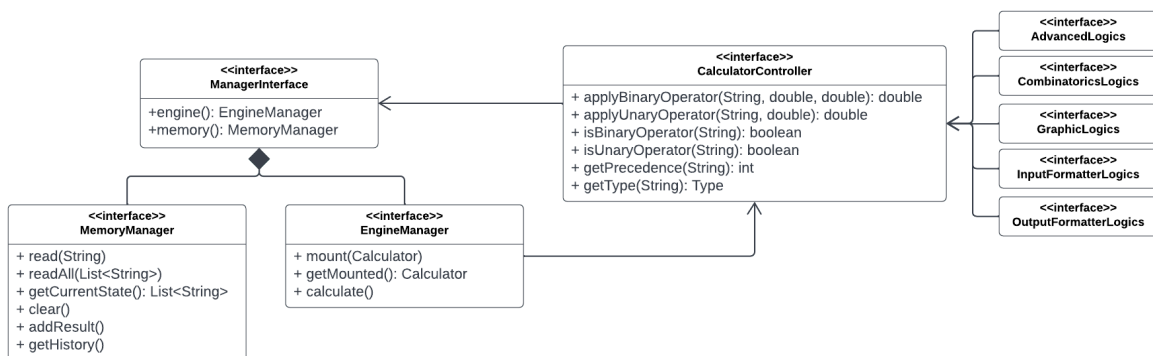 <<interface>>
ManagerInterface
+engine(): EngineManager
+memory(): MemoryManager
<<interface>>
CalculatorController
+ applyBinaryOperator(String, double, double): double
+ applyUnaryOperator(String, double): double
+ isBinaryOperator(String): boolean
+ isUnaryOperator(String): boolean
+ getPrecedence(String): int
+ getType(String): Type
<<interface>>
AdvancedLogics
<<interface>>
CombinatoricsLogics
<<interface>>
GraphicLogics
<<interface>>
InputFormatterLogics
<<interface>>
OutputFormatterLogics
<<interface>>
MemoryManager
+ read(String)
+ readAll(List<String>)
+ getCurrentState(): List<String>
+ clear()
+ addResult()
+ getHistory()
<<interface>>
EngineManager
+ mount(Calculator)
+ getMounted(): Calculator
+ calculate()